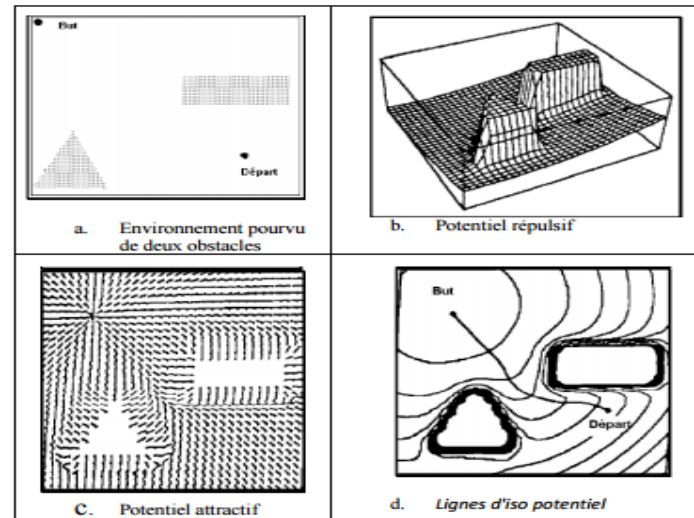 But
Départ
a. Environnement pourvu
de deux obstacles
b. Potentiel répulsif
But
Départ
C. Potentiel attractif
d. Lignes d'iso potentiel